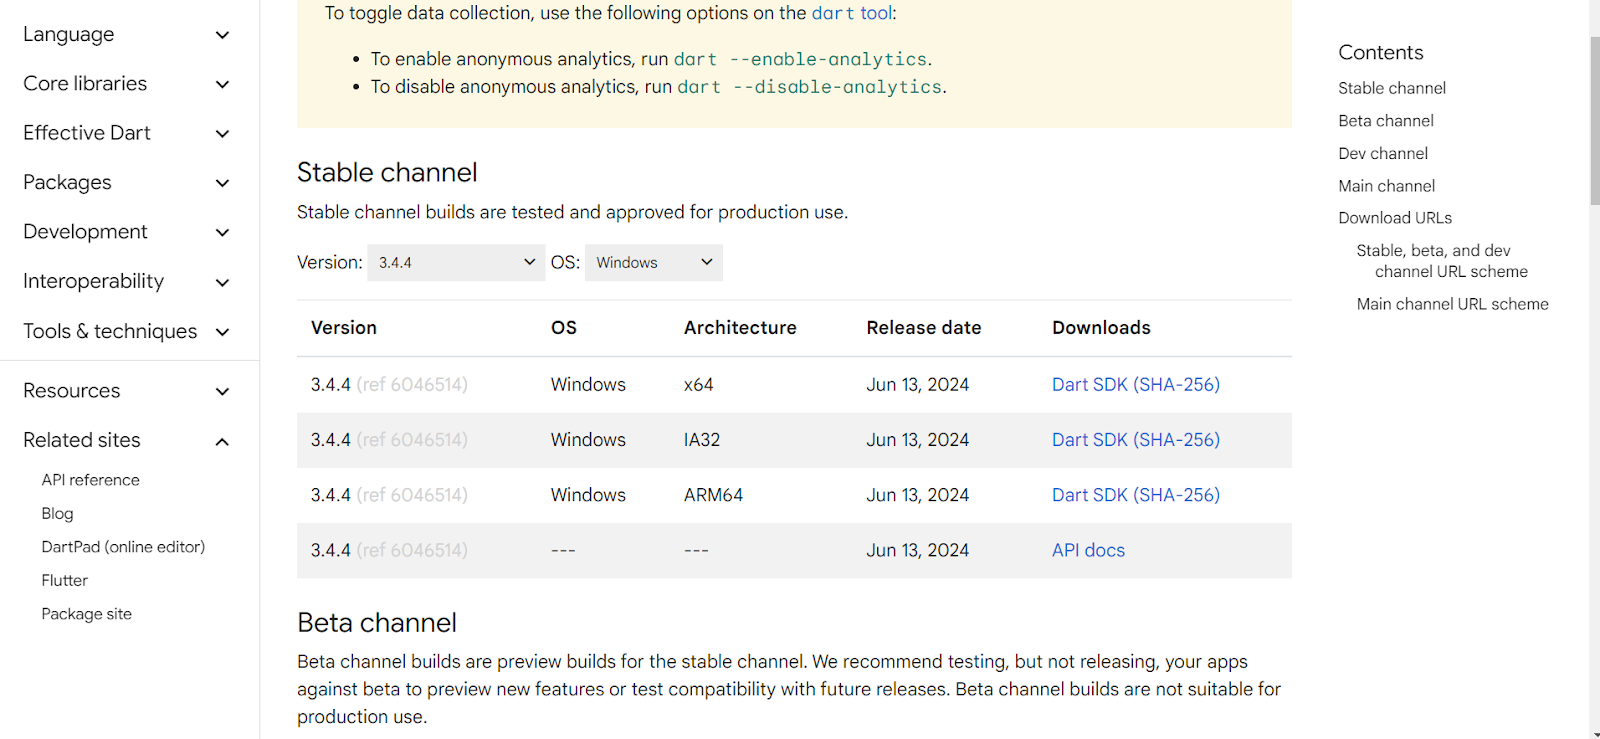 Language
Core libraries
Effective Dart
Packages
Development
Interoperability
Tools & techniques
Resources
Related sites
API reference
Blog
DartPad (online editor)
Flutter
Package site
To toggle data collection, use the following options on the dart tool:
• To enable anonymous analytics, run dart --enable-analytics.
• To disable anonymous analytics, run dart --disable-analytics.
Stable channel
Stable channel builds are tested and approved for production use.
Version: 3.4.4 OS: Windows
Version OS Architecture Release date Downloads
3.4.4 (ref 6046514) Windows x64 Jun 13, 2024 Dart SDK (SHA-256)
3.4.4 (ref 6046514) Windows IA32 Jun 13, 2024 Dart SDK (SHA-256)
3.4.4 (ref 6046514) Windows ARM64 Jun 13, 2024 Dart SDK (SHA-256)
3.4.4 (ref 6046514) --- --- Jun 13, 2024 API docs
Beta channel
Beta channel builds are preview builds for the stable channel. We recommend testing, but not releasing, your apps
against beta to preview new features or test compatibility with future releases. Beta channel builds are not suitable for
production use.
Contents
Stable channel
Beta channel
Dev channel
Main channel
Download URLs
Stable, beta, and dev
channel URL scheme
Main channel URL scheme